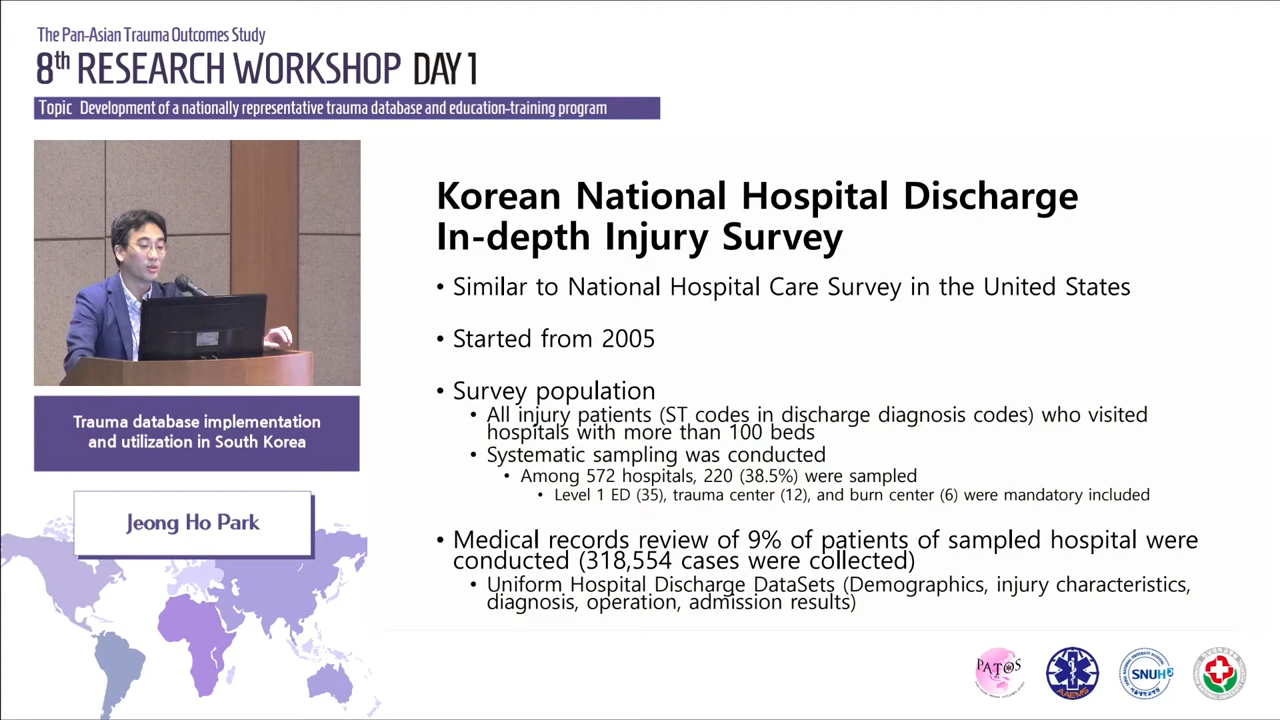 The Pan-Asian Trauma Outcomes Study
8th RESEARCH WORKSHOP DAY 1
Topic Development of a nationally representative trauma database and education-training program
Korean National Hospital Discharge
In-depth Injury Survey
• Similar to National Hospital Care Survey in the United States
• Started from 2005
• Survey population
• All injury patients (ST codes in discharge diagnosis codes) who visited
hospitals with more than 100 beds
• Systematic sampling was conducted
• Among 572 hospitals, 220 (38.5%) were sampled
• Level 1 ED (35), trauma center (12), and burn center (6) were mandatory included
• Medical records review of 9% of patients of sampled hospital were
conducted (318,554 cases were collected)
• Uniform Hospital Discharge DataSets (Demographics, injury characteristics,
diagnosis, operation, admission results)
Trauma database implementation
and utilization in South Korea
Jeong Ho Park
PATOS
AAEMS
SNUH